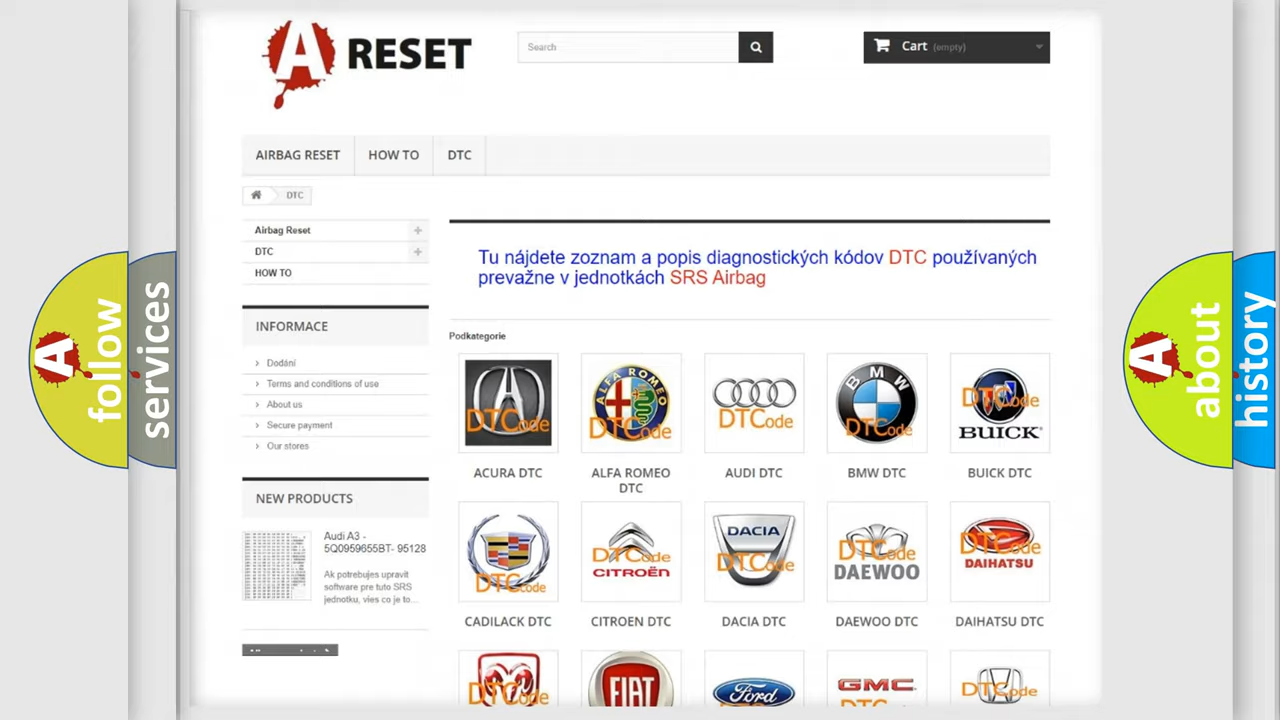 A RESET
Search
Cart (empty)
AIRBAG RESET
HOW TO
DTC
DTC
Airbag Reset
DTC
HOW TO
Tu nájdete zoznam a popis diagnostických kódov DTC používaných
prevažne v jednotkách SRS Airbag
INFORMACE
Dodání
Terms and conditions of use
About us
Secure payment
Our stores
NEW PRODUCTS
Audi A3 -
5Q0959655BT- 95128
Ak potrebujes upravit
software pre tuto SRS
jednotku, vies co je to...
Podkategorie
DTCode
ALFA ROMEO
DTCode
DTCode
BMW
DTCode
DTCode
BUICK
ACURA DTC
ALFA ROMEO
DTC
AUDI DTC
BMW DTC
BUICK DTC
DTCode
DTCode
CITROËN
DACIA
DTCode
DTCode
DAEWOO
DTCode
DAIHATSU
CADILACK DTC
CITROEN DTC
DACIA DTC
DAEWOO DTC
DAIHATSU DTC
DTCode
FIAT
Ford
GMC
DTCode
A
follow
services
A
about
history